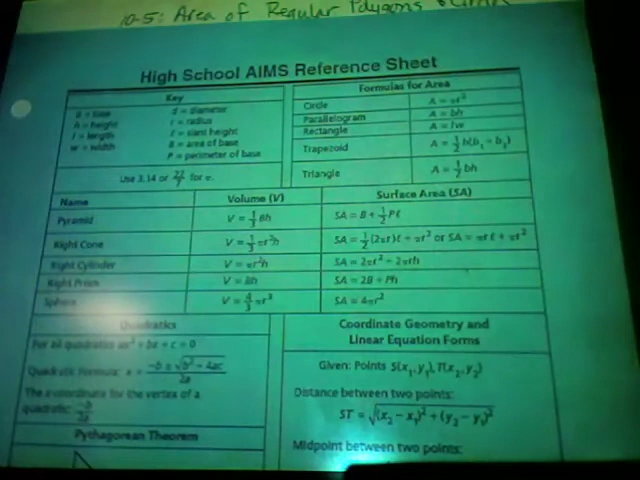 10-5: Area of Regular Polygons
High School AIMS Reference Sheet
Key
b = base
h = height
l = length
w = width
d = diameter
r = radius
ℓ = slant height
B = area of base
P = perimeter of base
Use 3.14 or 22/7 for π.
Formulas for Area
Circle A = πr²
Parallelogram A = bh
Rectangle A = lw
Trapezoid A = ½h(b₁ + b₂)
Triangle A = ½bh
Name Volume (V) Surface Area (SA)
Pyramid V = ⅓Bh SA = B + ½Pℓ
Right Cone V = ⅓πr²h SA = ½(2πr)ℓ + πr² or SA = πrℓ + πr²
Right Cylinder V = πr²h SA = 2πr² + 2πrh
Right Prism V = Bh SA = 2B + Ph
Sphere V = 4/3 πr³ SA = 4πr²
Quadratics
For all quadratics ax² + bx + c = 0
Quadratic Formula: x = (-b ± √(b² - 4ac))/2a
The x-coordinate for the vertex of a
quadratic: -b/2a
Pythagorean Theorem
Coordinate Geometry and
Linear Equation Forms
Given: Points S(x₁, y₁), T(x₂, y₂)
Distance between two points:
ST = √((x₂ - x₁)² + (y₂ - y₁)²)
Midpoint between two points: